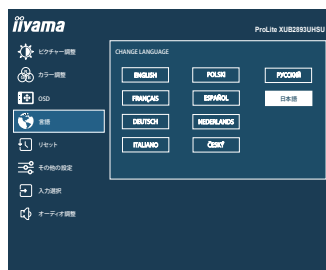 iiyama
ProLite XUB2893UHSU
ピクチャー調整
カラー調整
OSD
言語
リセット
その他の設定
入力選択
オーディオ調整
CHANGE LANGUAGE
ENGLISH POLSKI РУССКИЙ
FRANÇAIS ESPAÑOL 日本語
DEUTSCH NEDERLANDS
ITALIANO ČESKÝ